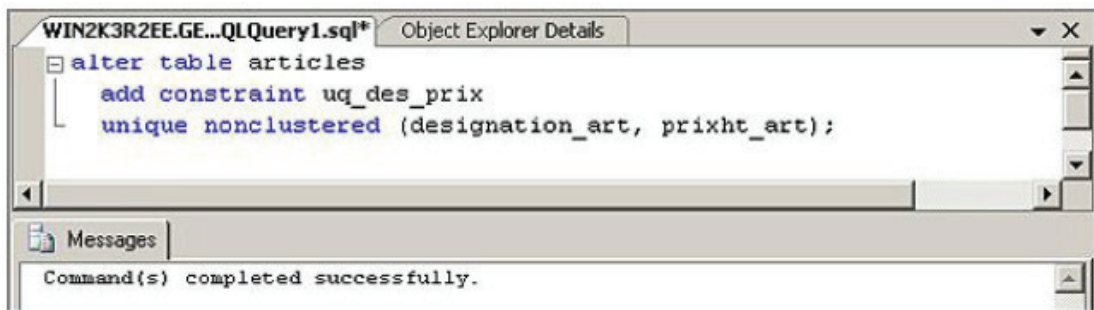 WIN2K3R2EE.GE...QLQuery1.sql* Object Explorer Details
alter table articles
add constraint uq_des_prix
unique nonclustered (designation_art, prixht_art);
Messages
Command(s) completed successfully.